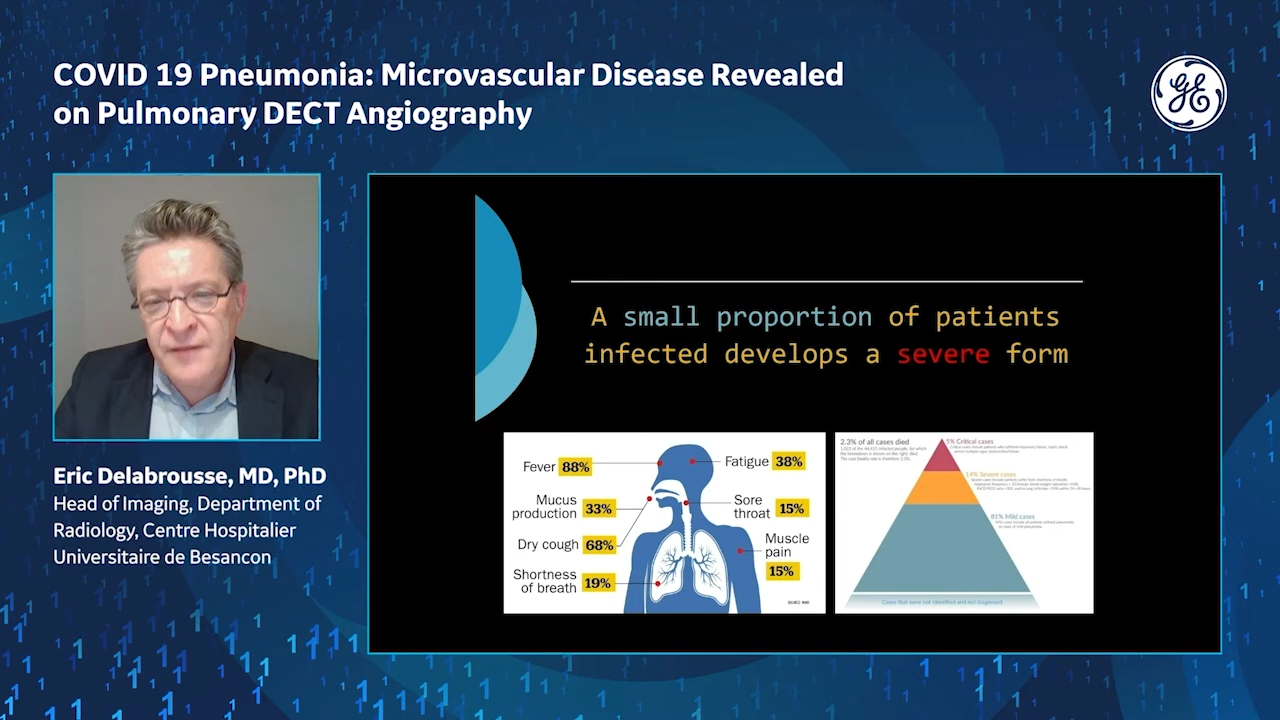 COVID 19 Pneumonia: Microvascular Disease Revealed
on Pulmonary DECT Angiography
GE
Eric Delabrousse, MD, PhD
Head of Imaging, Department of
Radiology, Centre Hospitalier
Universitaire de Besancon
A small proportion of patients
infected develops a severe form
Fever 88%
Fatigue 38%
Mucus
production 33%
Sore
throat 15%
Dry cough 68%
Muscle
pain
15%
Shortness
of breath 19%
2.3% of all cases died
5% Critical cases
14% Severe cases
81% Mild cases
Cases that were not identified and not diagnosed